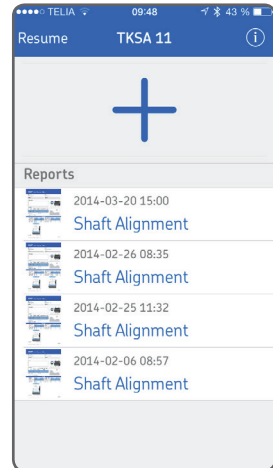 TELIA 09:48 43 %
Resume TKSA 11 i
Reports
2014-03-20 15:00
Shaft Alignment
2014-02-26 08:35
Shaft Alignment
2014-02-25 11:32
Shaft Alignment
2014-02-06 08:57
Shaft Alignment